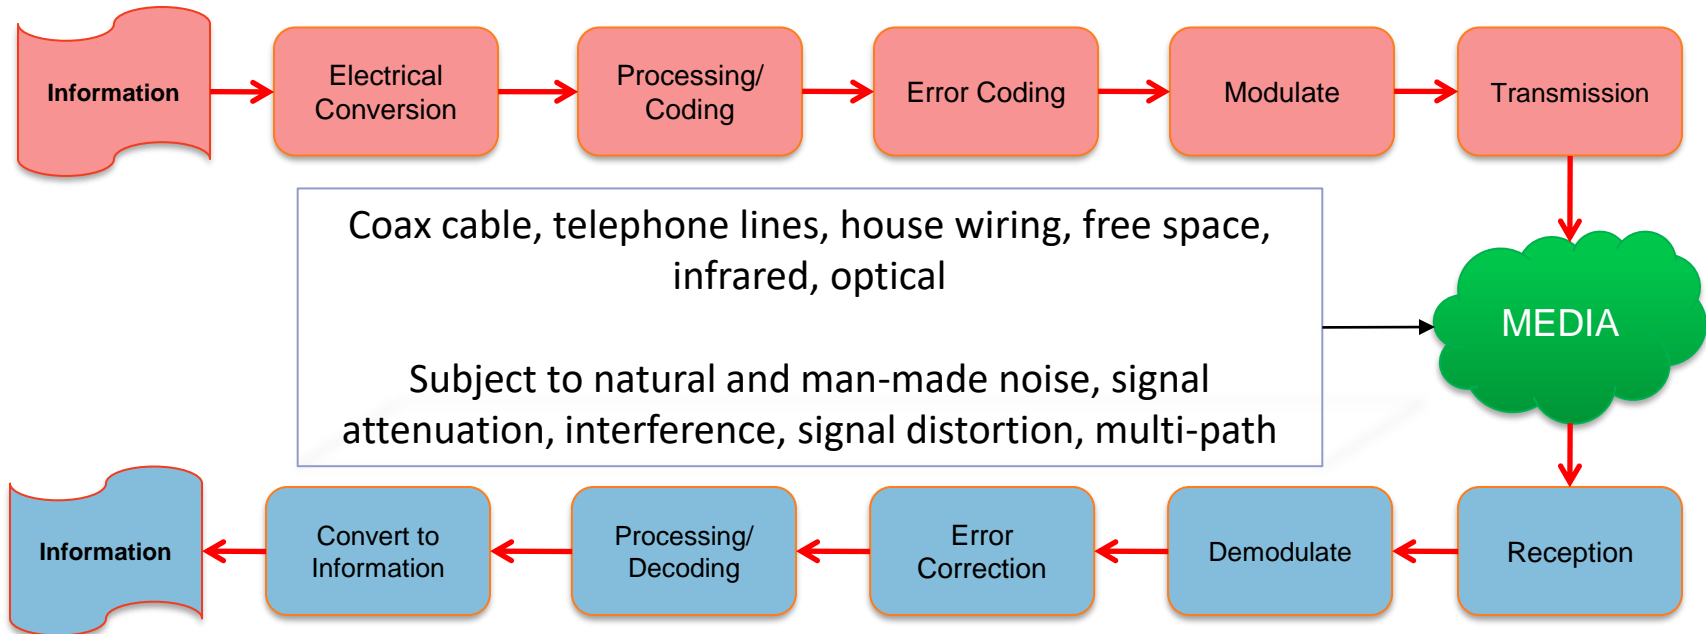 Information
Electrical
Conversion
Processing/
Coding
Error Coding
Modulate
Transmission
Coax cable, telephone lines, house wiring, free space,
infrared, optical
Subject to natural and man-made noise, signal
attenuation, interference, signal distortion, multi-path
MEDIA
Information
Convert to
Information
Processing/
Decoding
Error
Correction
Demodulate
Reception